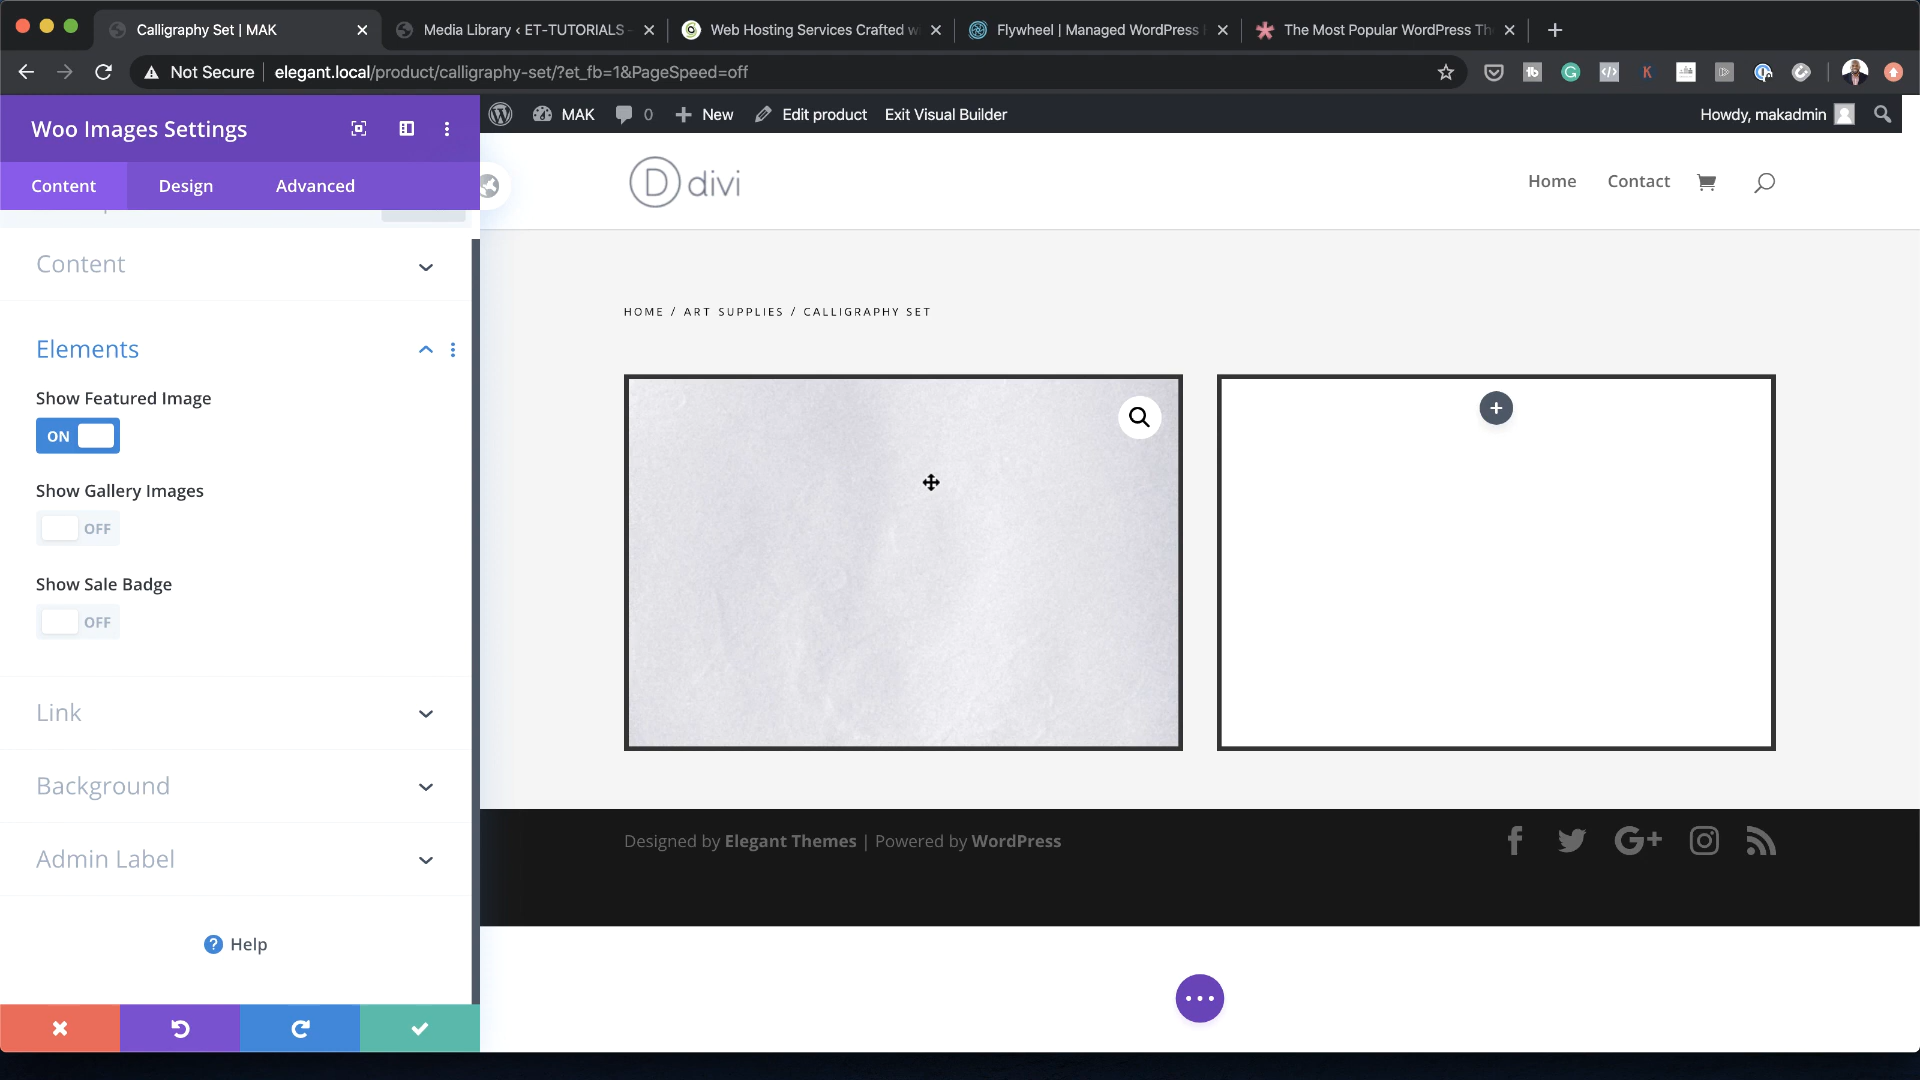 Calligraphy Set | MAK
Media Library ‹ ET-TUTORIALS -
Web Hosting Services Crafted w
Flywheel | Managed WordPress
The Most Popular WordPress Th
Not Secure
elegant.local/product/calligraphy-set/?et_fb=1&PageSpeed=off
Woo Images Settings
MAK
0
New
Edit product
Exit Visual Builder
Howdy, makadmin
Content
Design
Advanced
divi
Home
Contact
Content
HOME / ART SUPPLIES / CALLIGRAPHY SET
Elements
Show Featured Image
ON
Show Gallery Images
OFF
Show Sale Badge
OFF
Link
Background
Designed by Elegant Themes | Powered by WordPress
Admin Label
Help